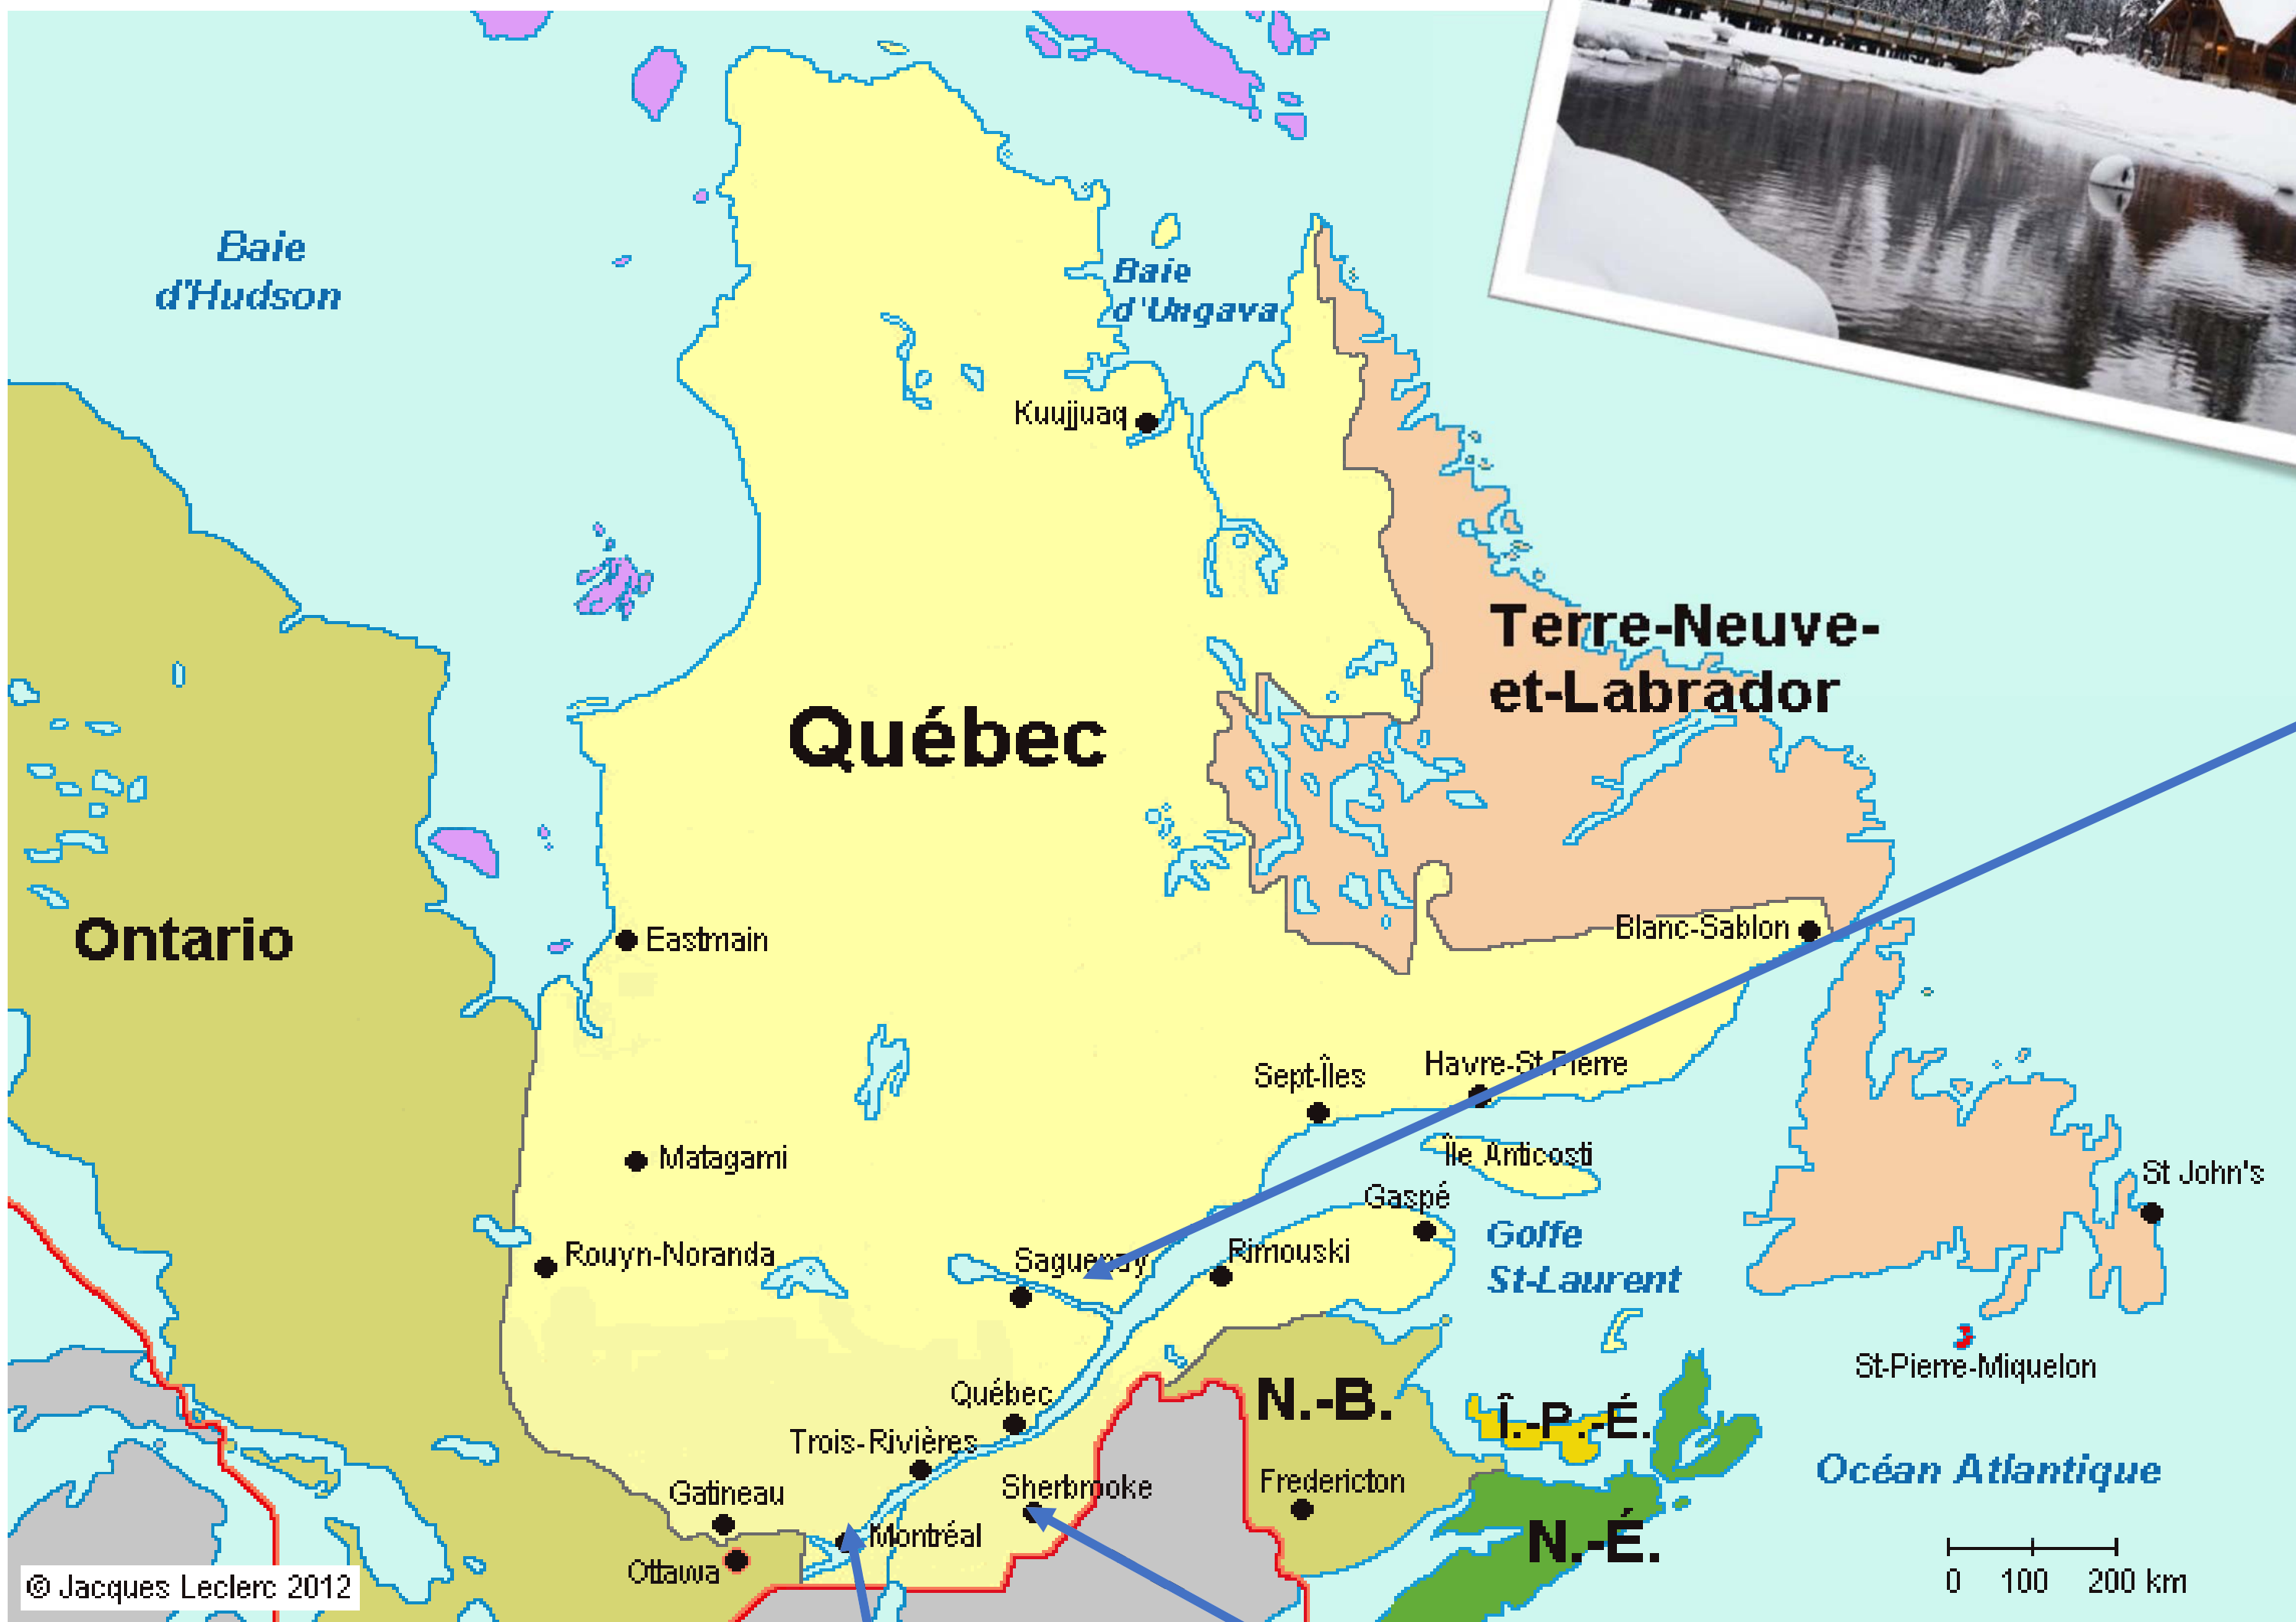 Baie
d'Hudson
Baie
d'Ungava
Kuujjuaq
Terre-Neuve-
et-Labrador
Québec
Ontario
Eastmain
Blanc-Sablon
Sept-Îles
Havre-St-Pierre
Matagami
Île Anticosti
St John's
Gaspé
Golfe
St-Laurent
Rouyn-Noranda
Saguenay
Rimouski
St-Pierre-Miquelon
Québec
N.-B.
Î.-P.-É.
Trois-Rivières
Océan Atlantique
Gatineau
Sherbrooke
Fredericton
Montréal
N.-É.
Ottawa
© Jacques Leclerc 2012
0 100 200 km